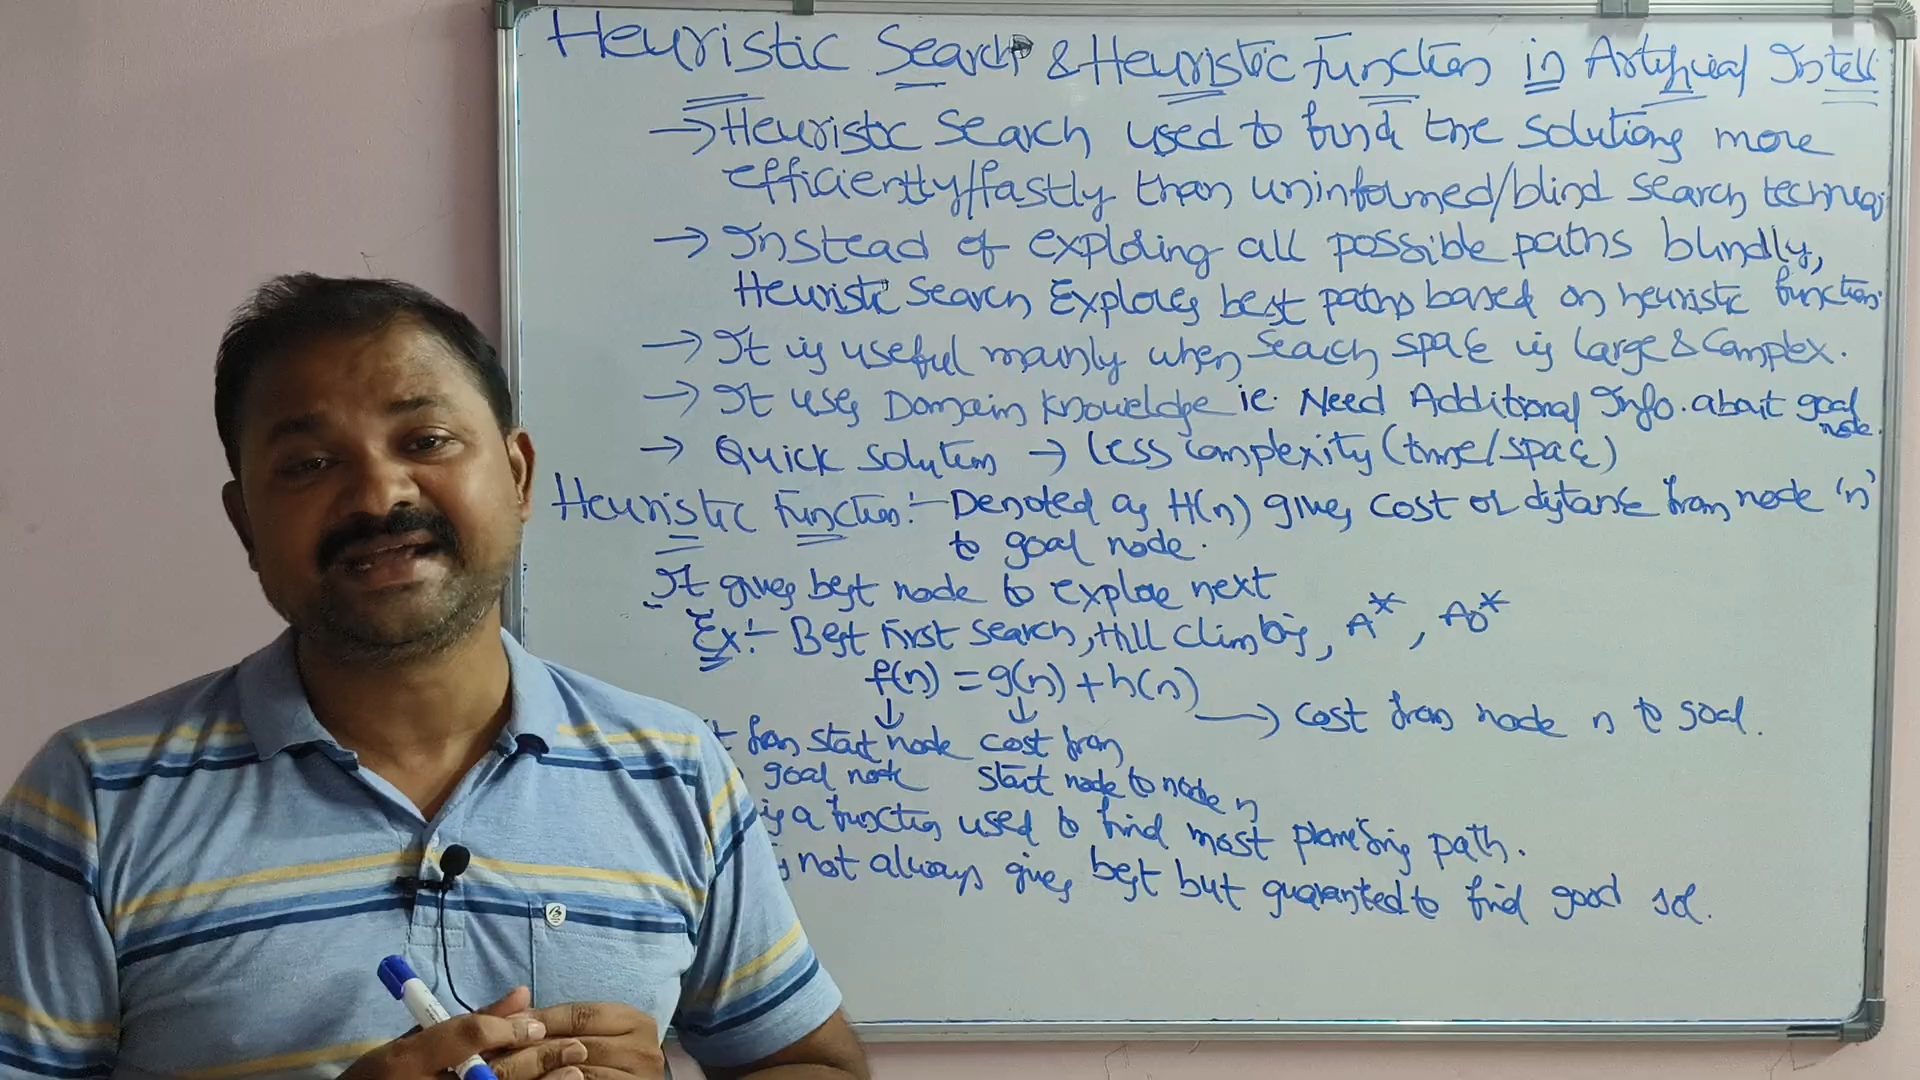 Heuristic Search & Heuristic Function in Artificial Intell
→ Heuristic Search used to find the solutions more
efficiently/fastly than uninformed/blind search techniq
→ Instead of exploring all possible paths blindly,
Heuristic Search Explores best paths based on heuristic function.
→ It is useful mainly when search space is large & Complex.
→ It uses Domain Knowledge ie. Need Additional Info. about goal
node.
→ Quick solution → less complexity (time/space)
Heuristic Function:- Denoted as H(n) gives cost or distance from node 'n'
to goal node.
It gives best node to explore next
Ex:- Best First Search, Hill Climbing, A*, AO*
f(n) = g(n) + h(n)
→ cost from node n to goal.
from start node cost from
goal node start node to node n
is a function used to find most promising path.
not always gives best but guaranted to find good sol.